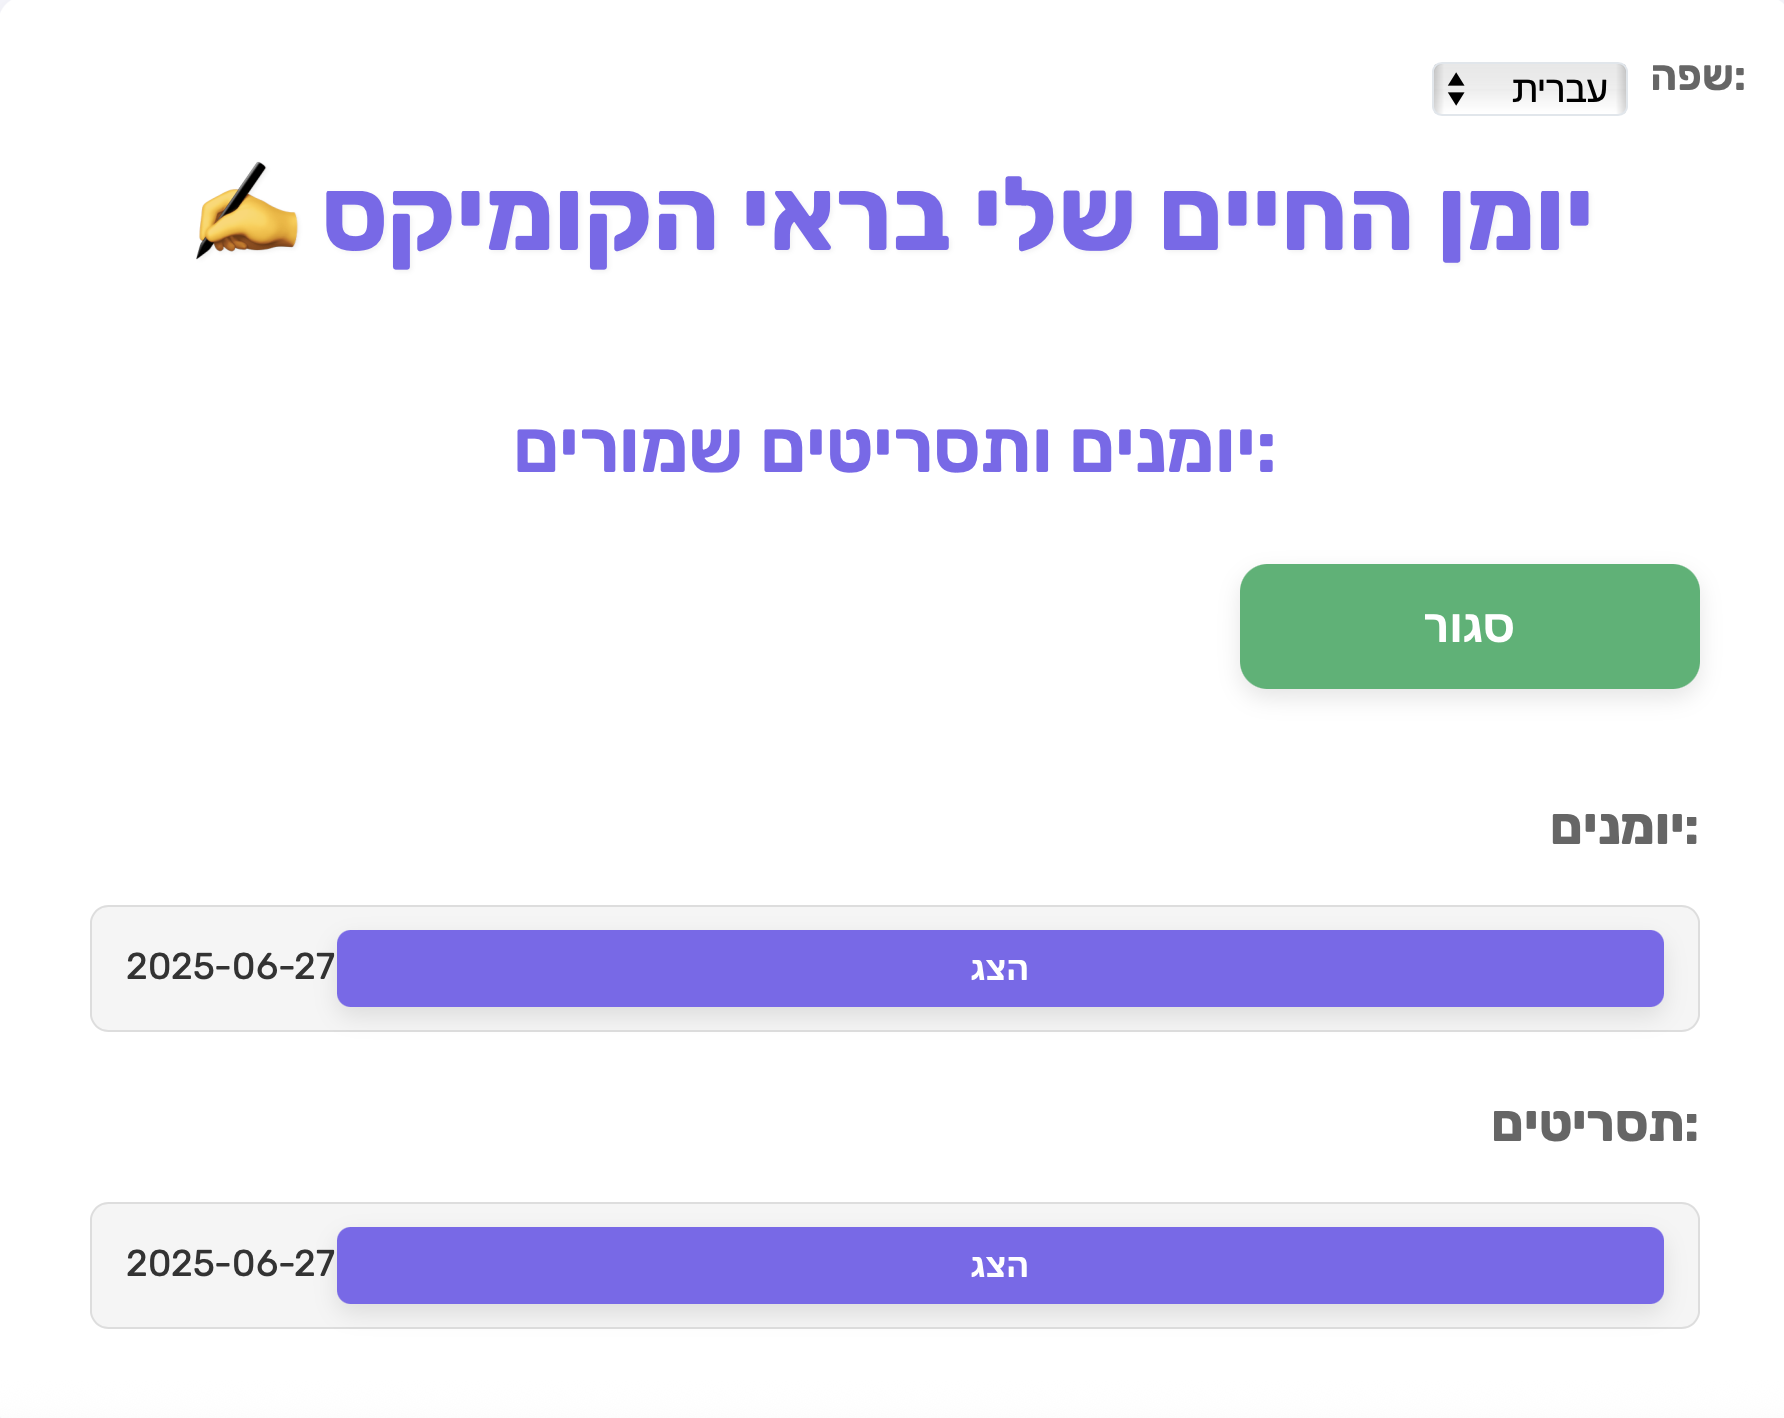 שפה:
עברית
יומן החיים שלי בראי הקומיקס ✍️
יומנים ותסריטים שמורים:
סגור
יומנים:
הצג
2025-06-27
תסריטים:
הצג
2025-06-27